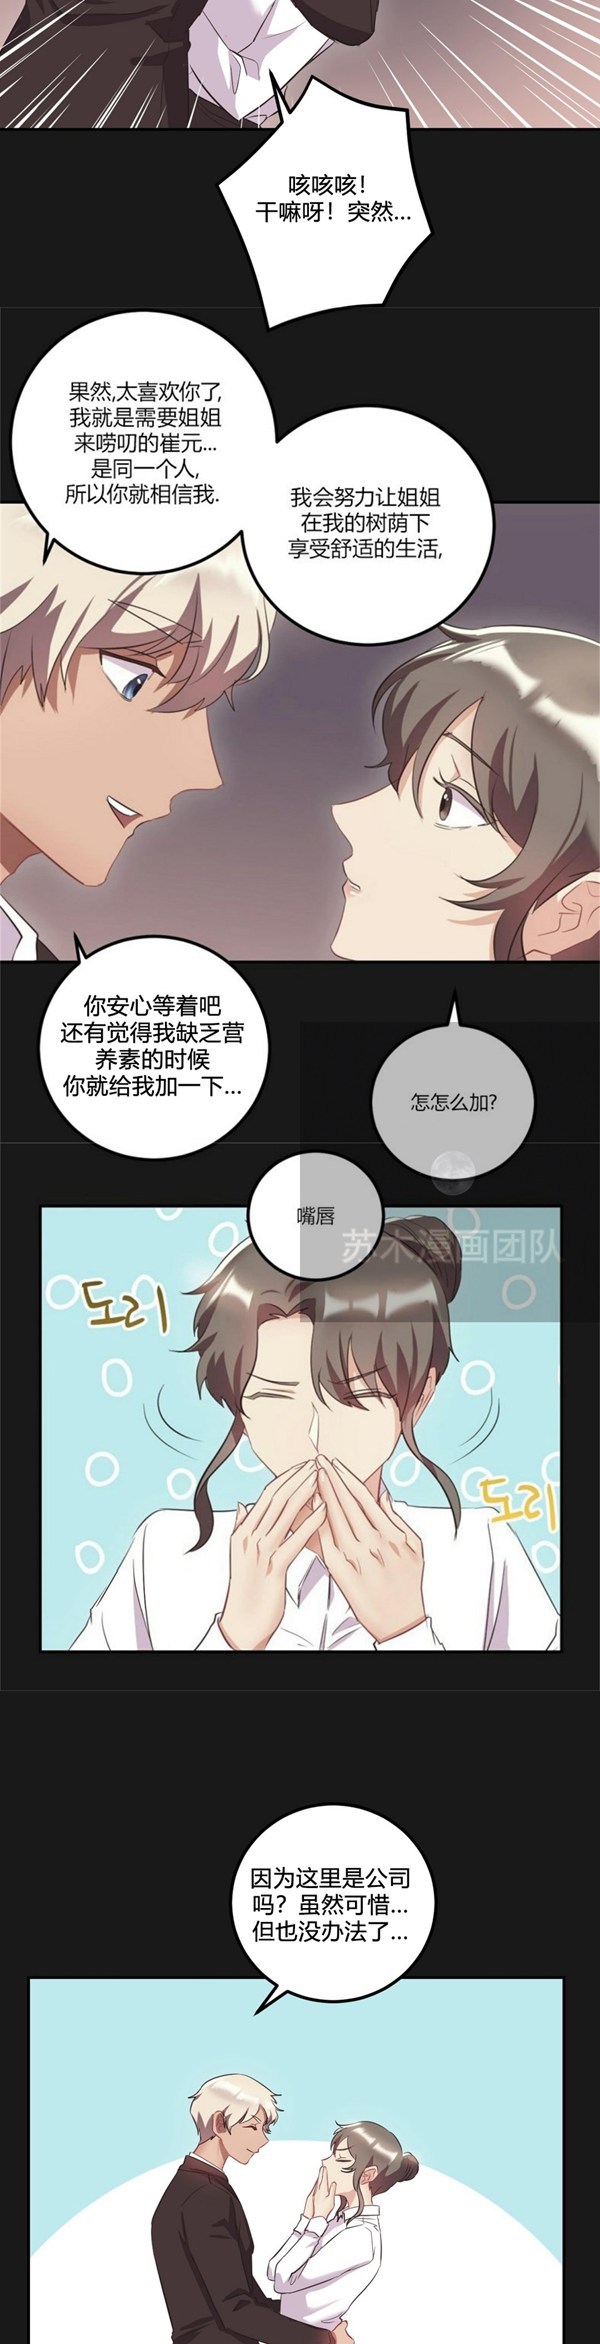 咳咳咳！
干嘛呀！突然...
果然,太喜欢你了,
我就是需要姐姐
来唠叨的崔元...
是同一个人,
所以你就相信我.
我会努力让姐姐
在我的树荫下
享受舒适的生活,
你安心等着吧
还有觉得我缺乏营
养素的时候
你就给我加一下...
怎怎么加?
嘴唇
苏木漫画团队
도리
도리
因为这里是公司
吗？虽然可惜...
但也没办法了...